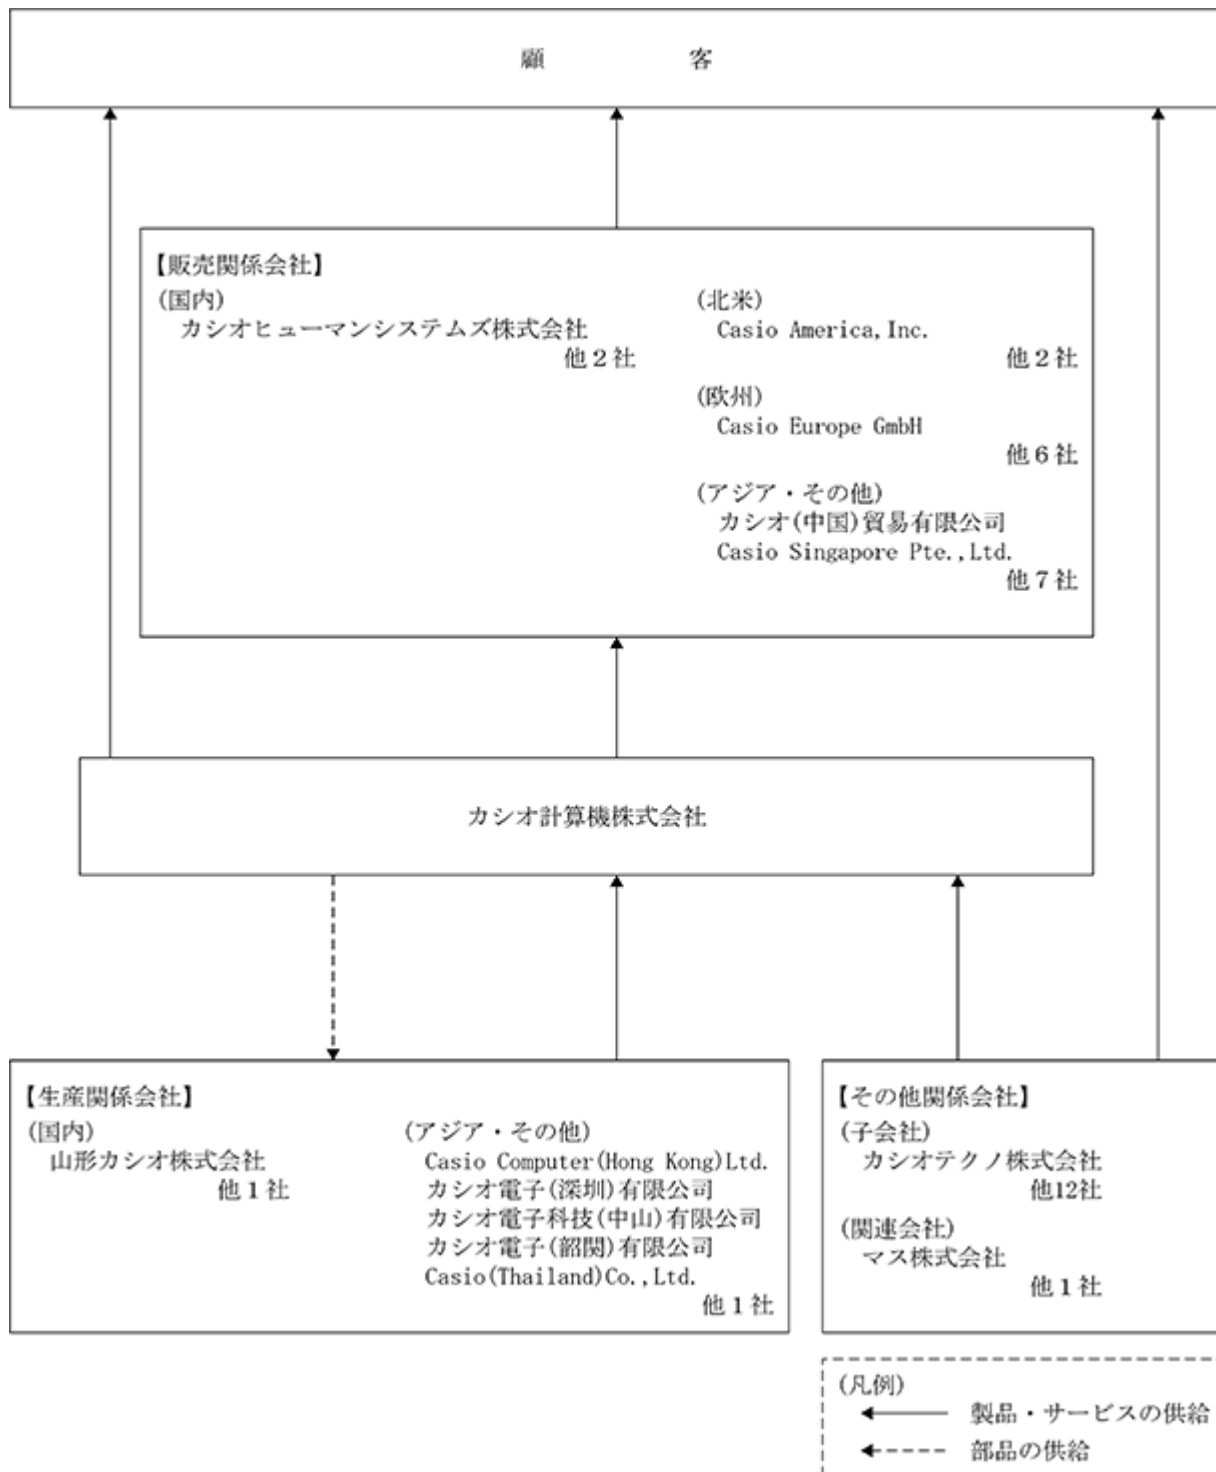 顧客
【販売関係会社】
(国内)
カシオヒューマンシステムズ株式会社
他2社
(北米)
Casio America,Inc.
他2社
(欧州)
Casio Europe GmbH
他6社
(アジア・その他)
カシオ(中国)貿易有限公司
Casio Singapore Pte.,Ltd.
他7社
カシオ計算機株式会社
【生産関係会社】
(国内)
山形カシオ株式会社
他1社
(アジア・その他)
Casio Computer(Hong Kong)Ltd.
カシオ電子(深圳)有限公司
カシオ電子科技(中山)有限公司
カシオ電子(韶関)有限公司
Casio(Thailand)Co.,Ltd.
他1社
【その他関係会社】
(子会社)
カシオテクノ株式会社
他12社
(関連会社)
マス株式会社
他1社
(凡例)
製品・サービスの供給
部品の供給